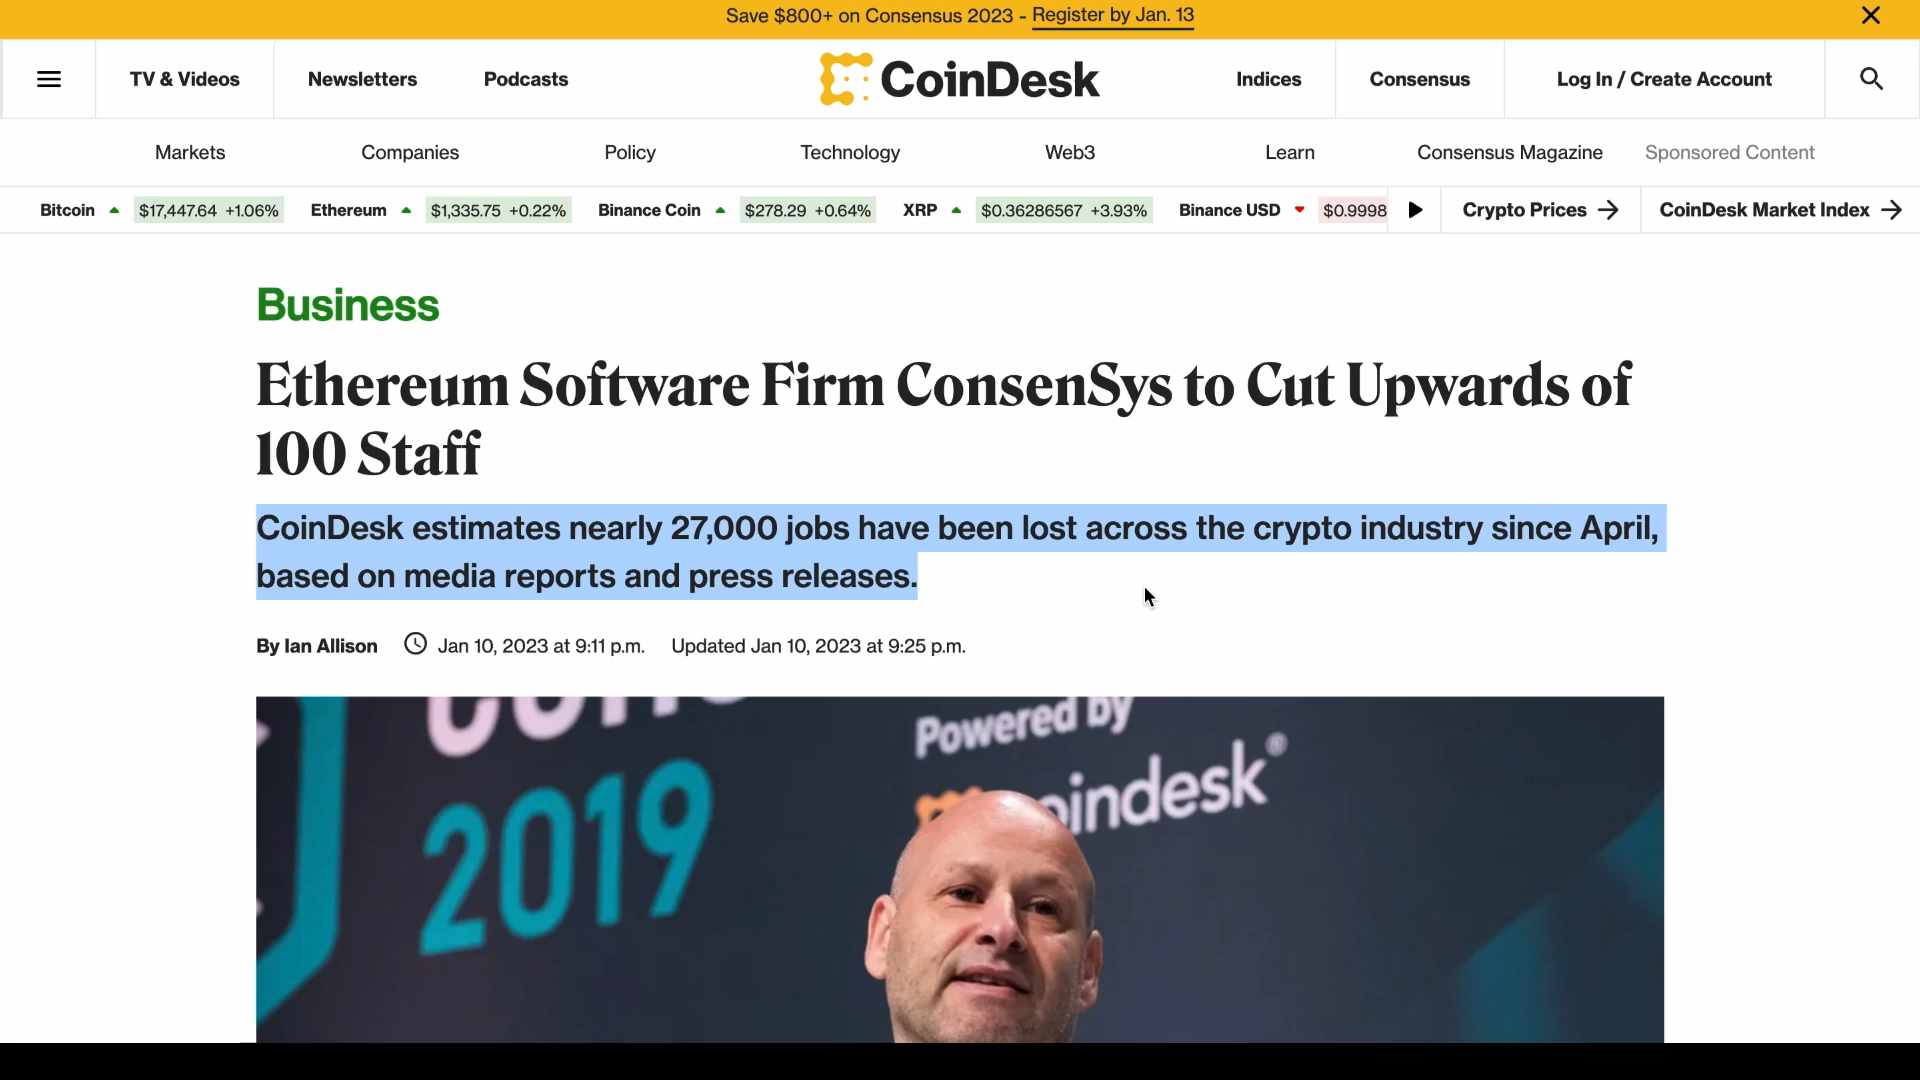 Save $800+ on Consensus 2023 - Register by Jan. 13
TV & Videos
Newsletters
Podcasts
CoinDesk
Indices
Consensus
Log In / Create Account
Markets
Companies
Policy
Technology
Web3
Learn
Consensus Magazine
Sponsored Content
Bitcoin $17,447.64 +1.06%
Ethereum $1,335.75 +0.22%
Binance Coin $278.29 +0.64%
XRP $0.36286567 +3.93%
Binance USD $0.9998
Crypto Prices
CoinDesk Market Index
Business
Ethereum Software Firm ConsenSys to Cut Upwards of
100 Staff
CoinDesk estimates nearly 27,000 jobs have been lost across the crypto industry since April,
based on media reports and press releases.
By Ian Allison
Jan 10, 2023 at 9:11 p.m.
Updated Jan 10, 2023 at 9:25 p.m.
2019
Powered by
coindesk®